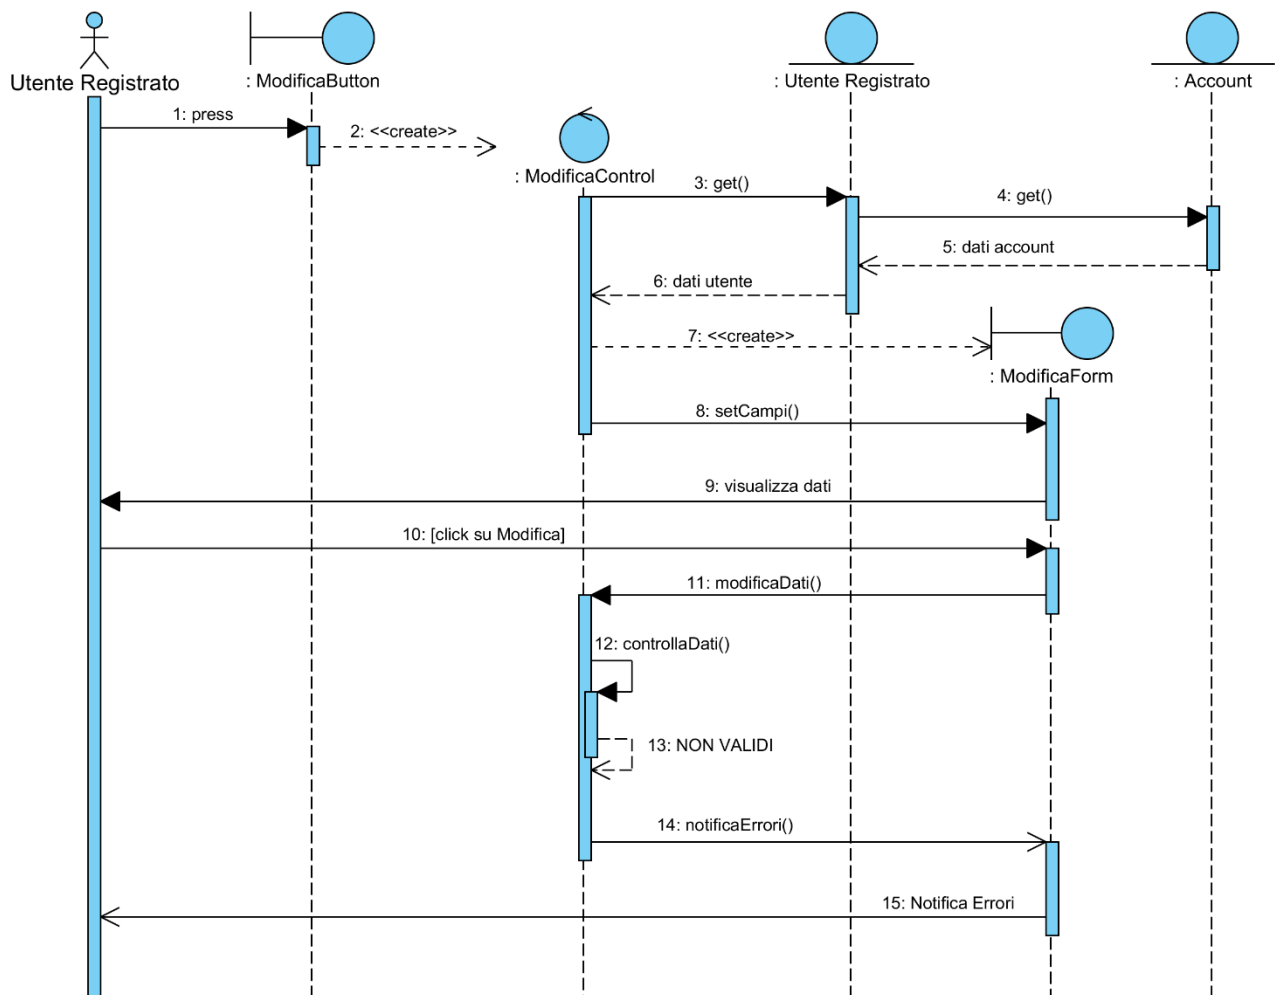 Utente Registrato
: ModificaButton
: Utente Registrato
: Account
1: press
2: <<create>>
: ModificaControl
3: get()
4: get()
5: dati account
6: dati utente
7: <<create>>
: ModificaForm
8: setCampi()
9: visualizza dati
10: [click su Modifica]
11: modificaDati()
12: controllaDati()
13: NON VALIDI
14: notificaErrori()
15: Notifica Errori